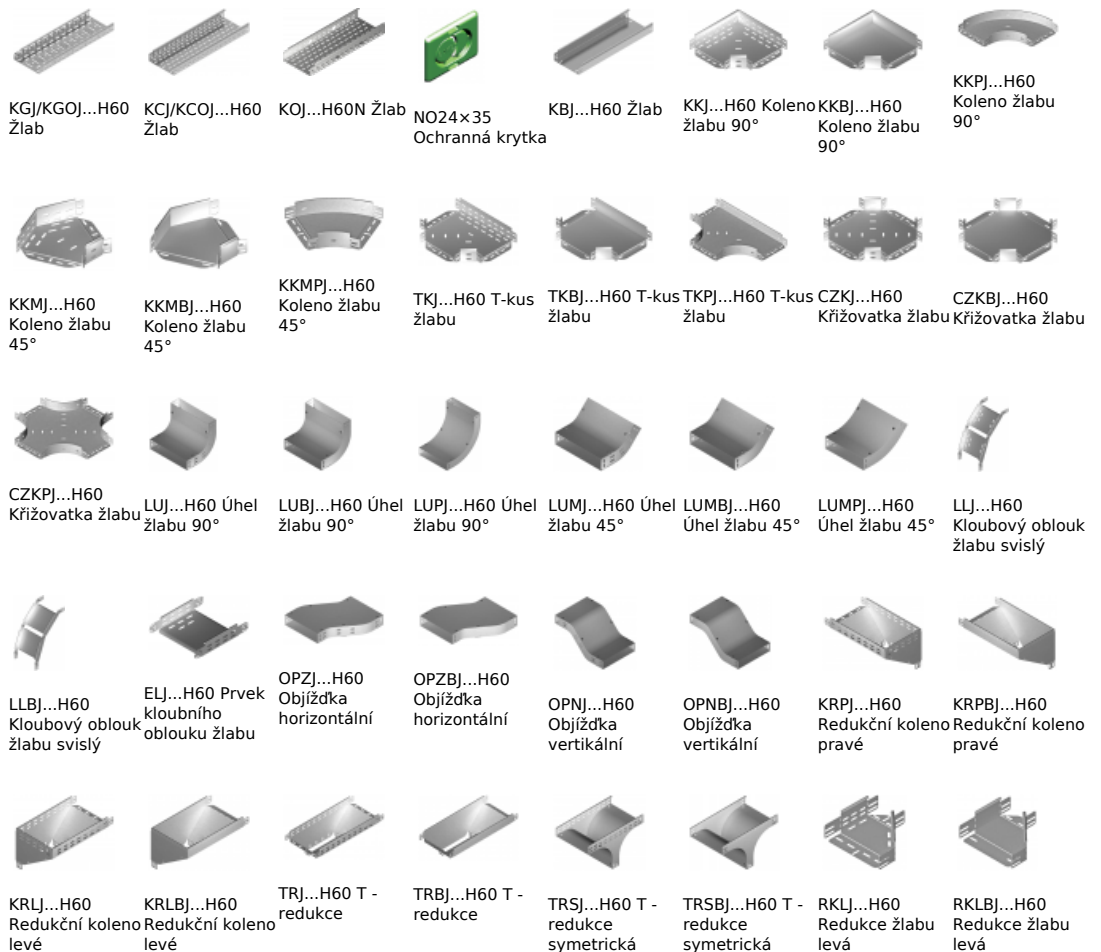 KGJ/KGOJ...H60
Žlab
KCJ/KCOJ...H60
Žlab
KOJ...H60N Žlab
NO24×35
Ochranná krytka
KBJ...H60 Žlab
KKJ...H60 Koleno
žlabu 90°
KKBJ...H60
Koleno žlabu
90°
KKPJ...H60
Koleno žlabu
90°
KKMJ...H60
Koleno žlabu
45°
KKMBJ...H60
Koleno žlabu
45°
KKMPJ...H60
Koleno žlabu
45°
TKJ...H60 T-kus
žlabu
TKBJ...H60 T-kus
žlabu
TKPJ...H60 T-kus
žlabu
CZKJ...H60
Křižovatka žlabu
CZKBJ...H60
Křižovatka žlabu
CZKPJ...H60
Křižovatka žlabu
LUJ...H60 Úhel
žlabu 90°
LUBJ...H60 Úhel
žlabu 90°
LUPJ...H60 Úhel
žlabu 90°
LUMJ...H60 Úhel
žlabu 45°
LUMBJ...H60
Úhel žlabu 45°
LUMPJ...H60
Úhel žlabu 45°
LLJ...H60
Kloubový oblouk
žlabu svislý
LLBJ...H60
Kloubový oblouk
žlabu svislý
ELJ...H60 Prvek
kloubního
oblouku žlabu
OPZJ...H60
Objížďka
horizontální
OPZBJ...H60
Objížďka
horizontální
OPNJ...H60
Objížďka
vertikální
OPNBJ...H60
Objížďka
vertikální
KRPJ...H60
Redukční koleno
pravé
KRPBJ...H60
Redukční koleno
pravé
KRLJ...H60
Redukční koleno
levé
KRLBJ...H60
Redukční koleno
levé
TRJ...H60 T -
redukce
TRBJ...H60 T -
redukce
TRSJ...H60 T -
redukce
symetrická
TRSBJ...H60 T -
redukce
symetrická
RKLJ...H60
Redukce žlabu
levá
RKLBJ...H60
Redukce žlabu
levá